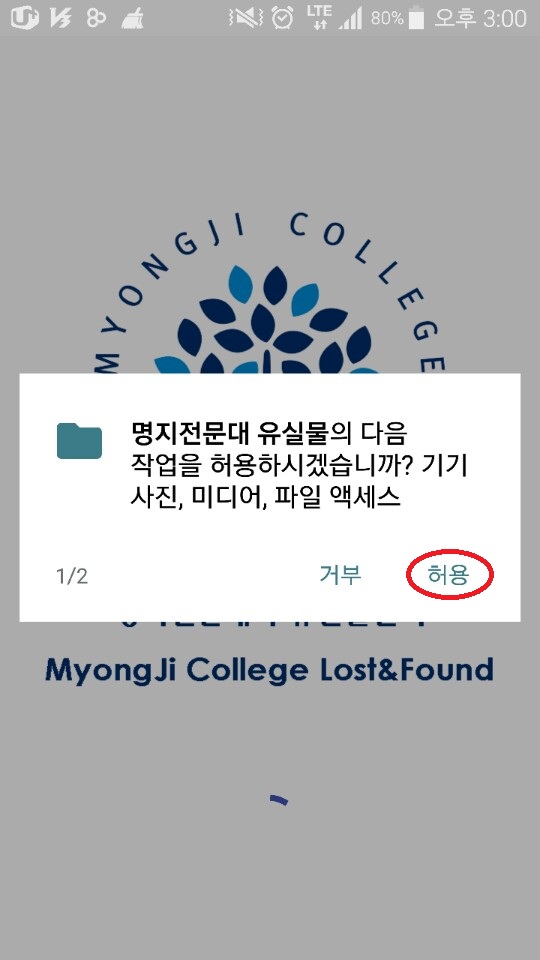 LTE 80% 오후 3:00
MYONGJI COLLEGE
명지전문대 유실물의 다음
작업을 허용하시겠습니까? 기기
사진, 미디어, 파일 액세스
1/2 거부 허용
MyongJi College Lost&Found